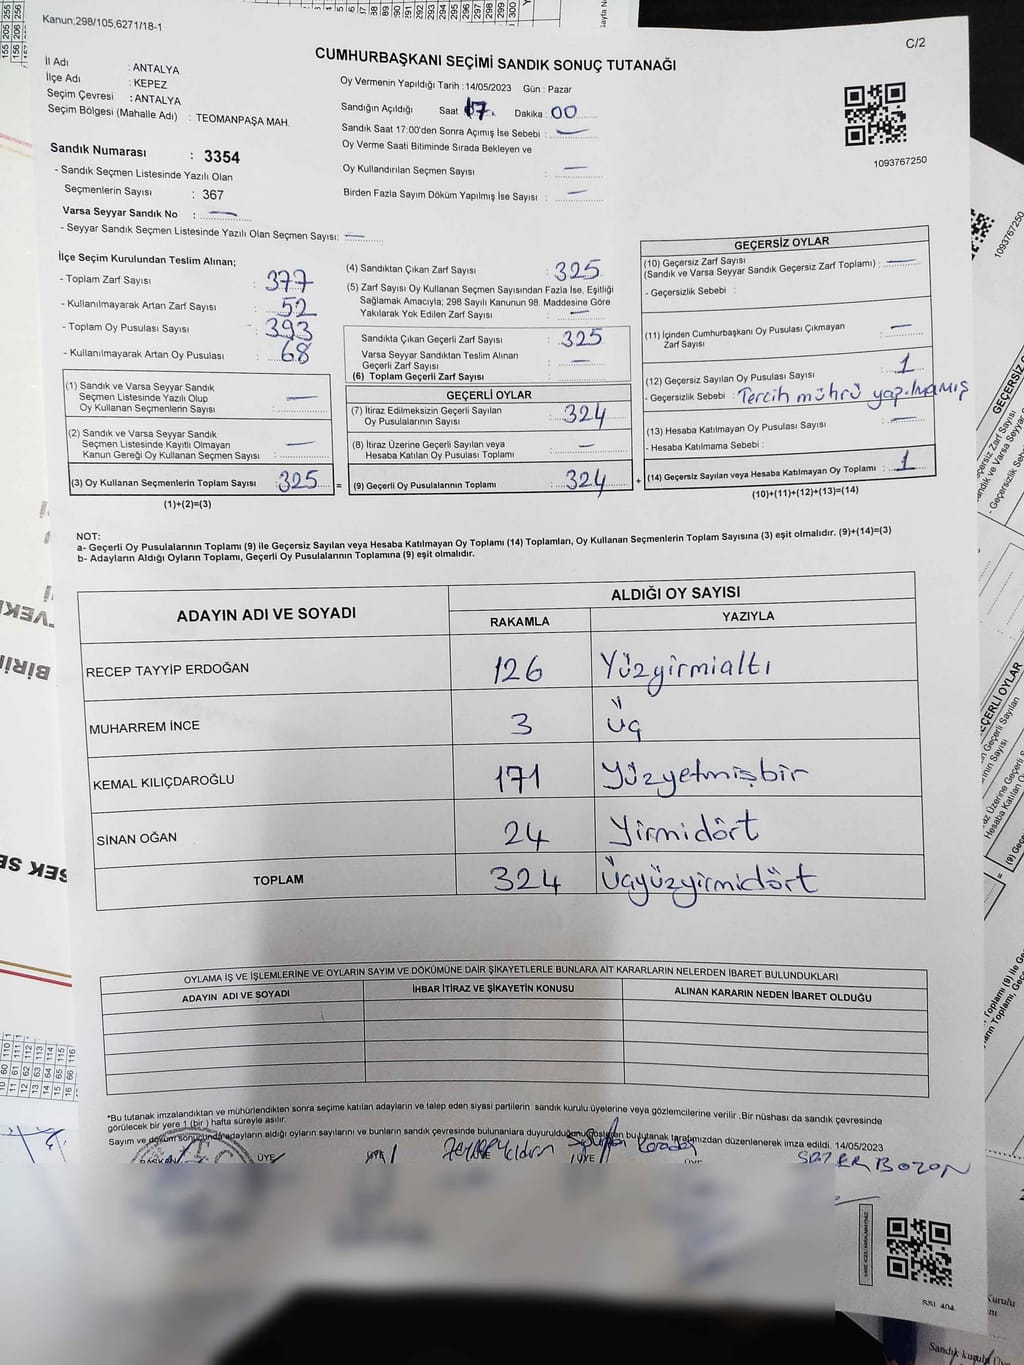 Kanun;298/105;6271/18-1
C/2
CUMHURBAŞKANI SEÇİMİ SANDIK SONUÇ TUTANAĞI
İl Adı : ANTALYA
İlçe Adı : KEPEZ
Seçim Çevresi : ANTALYA
Seçim Bölgesi (Mahalle Adı) : TEOMANPAŞA MAH.
Oy Vermenin Yapıldığı Tarih : 14/05/2023 Gün : Pazar
Sandığın Açıldığı Saat 17. Dakika : 00
Sandık Saat 17:00'den Sonra Açımış İse Sebebi : —
Oy Verme Saati Bitiminde Sırada Bekleyen ve
Oy Kullandırılan Seçmen Sayısı : —
Birden Fazla Sayım Döküm Yapılmış İse Sayısı : —
1093767250
Sandık Numarası : 3354
- Sandık Seçmen Listesinde Yazılı Olan
Seçmenlerin Sayısı : 367
Varsa Seyyar Sandık No : —
- Seyyar Sandık Seçmen Listesinde Yazılı Olan Seçmen Sayısı: —
İlçe Seçim Kurulundan Teslim Alınan;
- Toplam Zarf Sayısı : 377
- Kullanılmayarak Artan Zarf Sayısı : 52
- Toplam Oy Pusulası Sayısı : 393
- Kullanılmayarak Artan Oy Pusulası : 68
(1) Sandık ve Varsa Seyyar Sandık
Seçmen Listesinde Yazılı Olup
Oy Kullanan Seçmenlerin Sayısı : —
(2) Sandık ve Varsa Seyyar Sandık
Seçmen Listesinde Kayıtlı Olmayan
Kanun Gereği Oy Kullanan Seçmen Sayısı : —
(3) Oy Kullanan Seçmenlerin Toplam Sayısı : 325
(1)+(2)=(3)
(4) Sandıktan Çıkan Zarf Sayısı : 325
(5) Zarf Sayısı Oy Kullanan Seçmen Sayısından Fazla İse, Eşitliği
Sağlamak Amacıyla; 298 Sayılı Kanunun 98. Maddesine Göre
Yakılarak Yok Edilen Zarf Sayısı : —
Sandıkta Çıkan Geçerli Zarf Sayısı : 325
Varsa Seyyar Sandıktan Teslim Alınan
Geçerli Zarf Sayısı : —
(6) Toplam Geçerli Zarf Sayısı :
GEÇERLİ OYLAR
(7) İtiraz Edilmeksizin Geçerli Sayılan
Oy Pusulalarının Sayısı : 324
(8) İtiraz Üzerine Geçerli Sayılan veya
Hesaba Katılan Oy Pusulası Toplamı : —
= (9) Geçerli Oy Pusulalarının Toplamı : 324
GEÇERSİZ OYLAR
(10) Geçersiz Zarf Sayısı
(Sandık ve Varsa Seyyar Sandık Geçersiz Zarf Toplamı) : —
- Geçersizlik Sebebi :
(11) İçinden Cumhurbaşkanı Oy Pusulası Çıkmayan
Zarf Sayısı : —
(12) Geçersiz Sayılan Oy Pusulası Sayısı : 1
- Geçersizlik Sebebi : Tercih mührü yapılmamış
(13) Hesaba Katılmayan Oy Pusulası Sayısı : —
- Hesaba Katılmama Sebebi :
+ (14) Geçersiz Sayılan veya Hesaba Katılmayan Oy Toplamı : 1
(10)+(11)+(12)+(13)=(14)
NOT:
a- Geçerli Oy Pusulalarının Toplamı (9) ile Geçersiz Sayılan veya Hesaba Katılmayan Oy Toplamı (14) Toplamları, Oy Kullanan Seçmenlerin Toplam Sayısına (3) eşit olmalıdır. (9)+(14)=(3)
b- Adayların Aldığı Oyların Toplamı, Geçerli Oy Pusulalarının Toplamına (9) eşit olmalıdır.
ADAYIN ADI VE SOYADI
ALDIĞI OY SAYISI
RAKAMLA YAZIYLA
RECEP TAYYİP ERDOĞAN 126 Yüzyirmialtı
MUHARREM İNCE 3 Üç
KEMAL KILIÇDAROĞLU 171 Yüzyetmişbir
SİNAN OĞAN 24 Yirmidört
TOPLAM 324 Üçyüzyirmidört
OYLAMA İŞ VE İŞLEMLERİNE VE OYLARIN SAYIM VE DÖKÜMÜNE DAİR ŞİKAYETLERLE BUNLARA AİT KARARLARIN NELERDEN İBARET BULUNDUKLARI
ADAYIN ADI VE SOYADI İHBAR İTİRAZ VE ŞİKAYETİN KONUSU ALINAN KARARIN NEDEN İBARET OLDUĞU
*Bu tutanak imzalandıktan ve mühürlendikten sonra seçime katılan adayların ve talep eden siyasi partilerin sandık kurulu üyelerine veya gözlemcilerine verilir .Bir nüshası da sandık çevresinde
görülecek bir yere 1 (bir ) hafta süreyle asılır.
Sayım ve döküm sonucunda adayların aldığı oyların sayılarını ve bunların sandık çevresinde bulunanlara duyurulduğunu bu tutanak tarafımızdan düzenlenerek imza edildi. 14/05/2023
BAŞKAN ÜYE ÜYE ÜYE ÜYE
1093767250